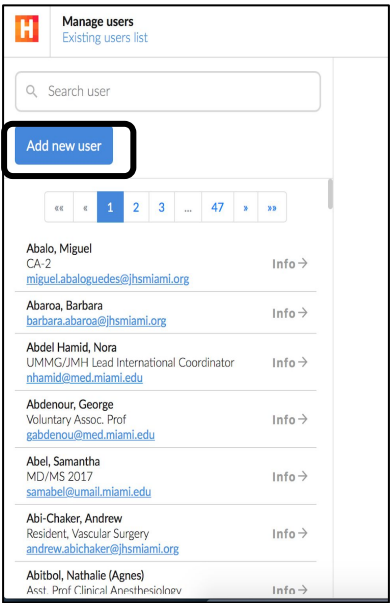 H
Manage users
Existing users list
Search user
Add new user
«« « 1 2 3 ... 47 » »»
Abalo, Miguel
CA-2
Info →
miguel.abaloguedes@jhsmiami.org
Abaroa, Barbara
Info →
barbara.abaroa@jhsmiami.org
Abdel Hamid, Nora
UMMG/JMH Lead International Coordinator
Info →
nhamid@med.miami.edu
Abdenour, George
Voluntary Assoc. Prof
Info →
gabdenou@med.miami.edu
Abel, Samantha
MD/MS 2017
Info →
samabel@umail.miami.edu
Abi-Chaker, Andrew
Resident, Vascular Surgery
Info →
andrew.abichaker@jhsmiami.org
Abitbol, Nathalie (Agnes)
Asst. Prof Clinical Anesthesiology
Info →